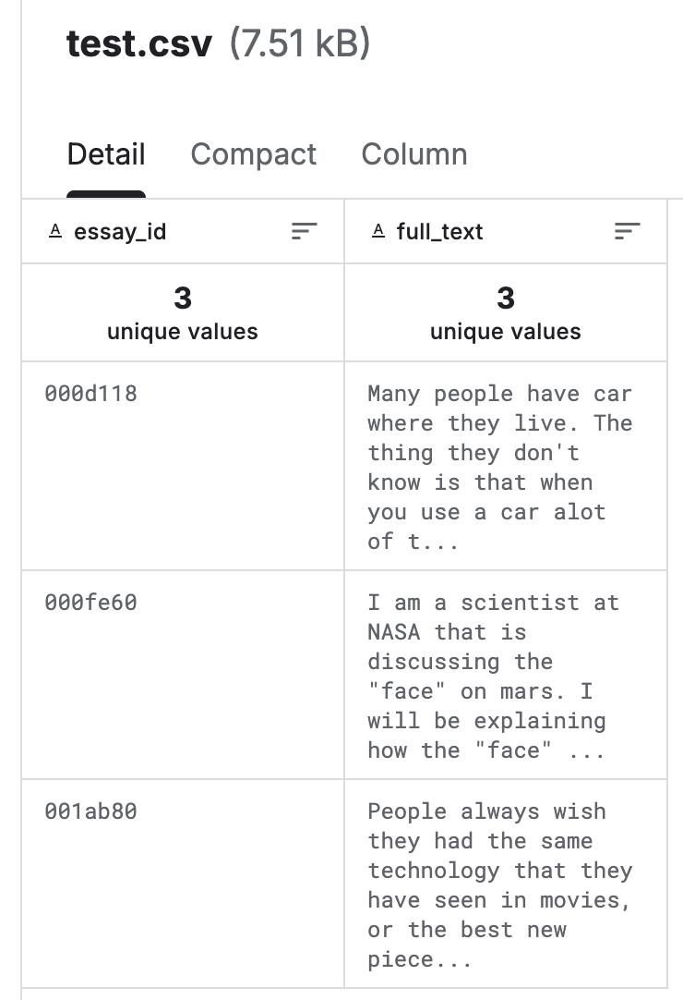 test.csv (7.51 kB)
Detail Compact Column
A essay_id A full_text
3 3
unique values unique values
000d118
Many people have car
where they live. The
thing they don't
know is that when
you use a car alot
of t...
000fe60
I am a scientist at
NASA that is
discussing the
"face" on mars. I
will be explaining
how the "face" ...
001ab80
People always wish
they had the same
technology that they
have seen in movies,
or the best new
piece...